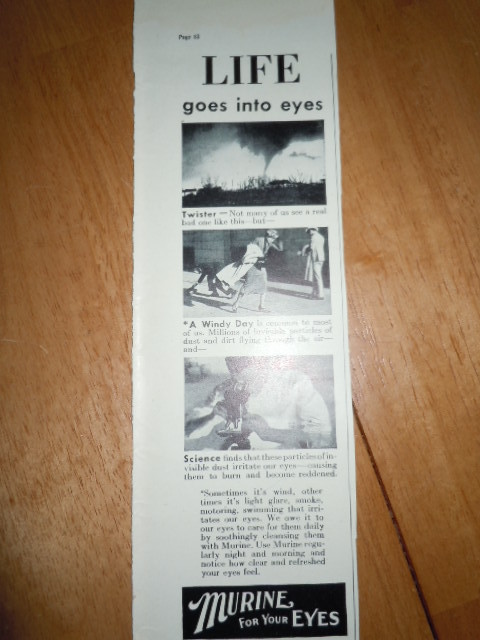 Page 65
LIFE
goes into eyes
Twister — Not many of us see a real
bad one like this—but—
*A Windy Day is common to most
of us. Millions of particles of
dust and dirt flying through the air—
and—
Science finds that these particles of in-
visible dust irritate our eyes—causing
them to burn and become reddened.
"Sometimes it's wind, other
times it's light glare, smoke,
motoring, swimming that irri-
tates our eyes. We owe it to
our eyes to care for them daily
by soothingly cleansing them
with Murine. Use Murine regu-
larly night and morning and
notice how clear and refreshed
your eyes feel.
MURINE
FOR YOUR EYES